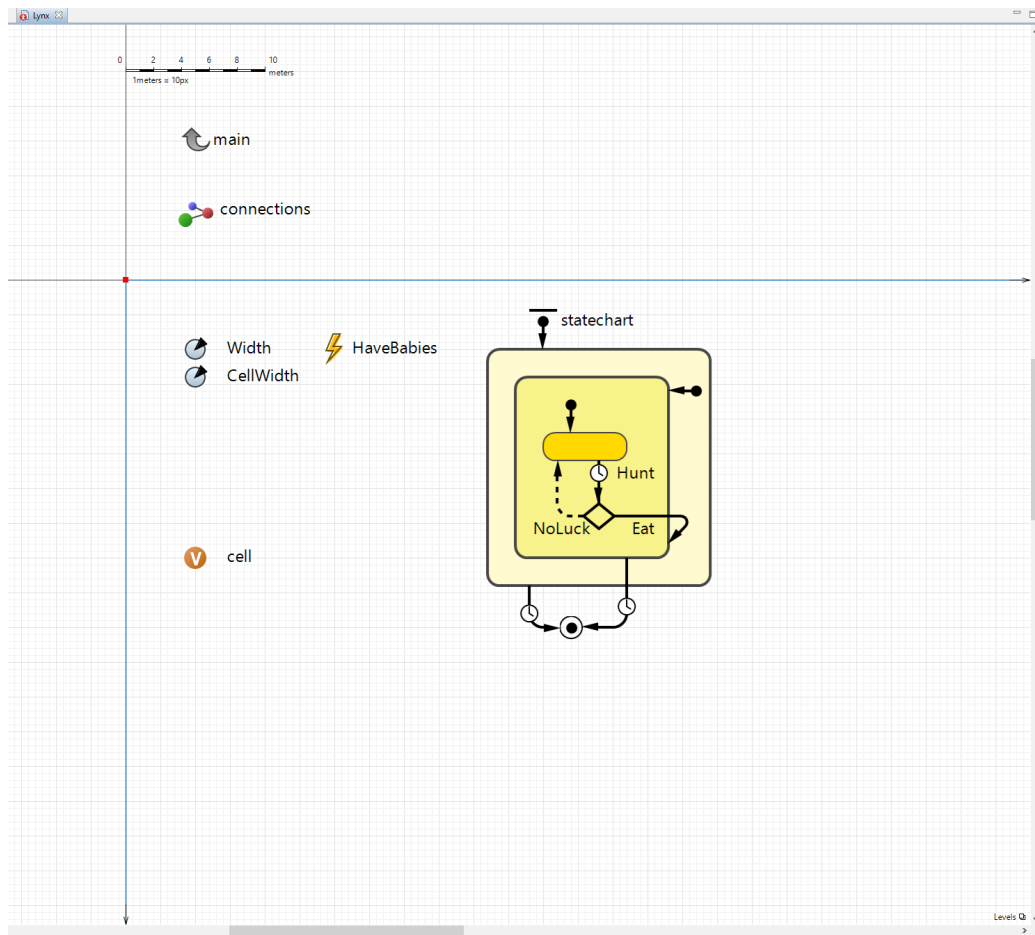 Lynx
0 2 4 6 8 10
meters
1meters = 10px
main
connections
statechart
Width
HaveBabies
CellWidth
Hunt
NoLuck
Eat
V
cell
Levels